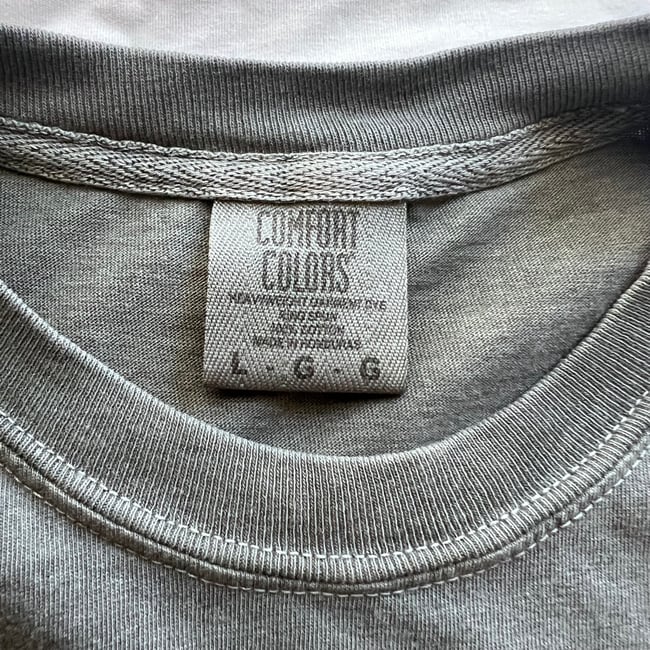 COMFORT
COLORS
HEAVYWEIGHT GARMENT DYE
RING SPUN
100% COTTON
MADE IN HONDURAS
L - G - G